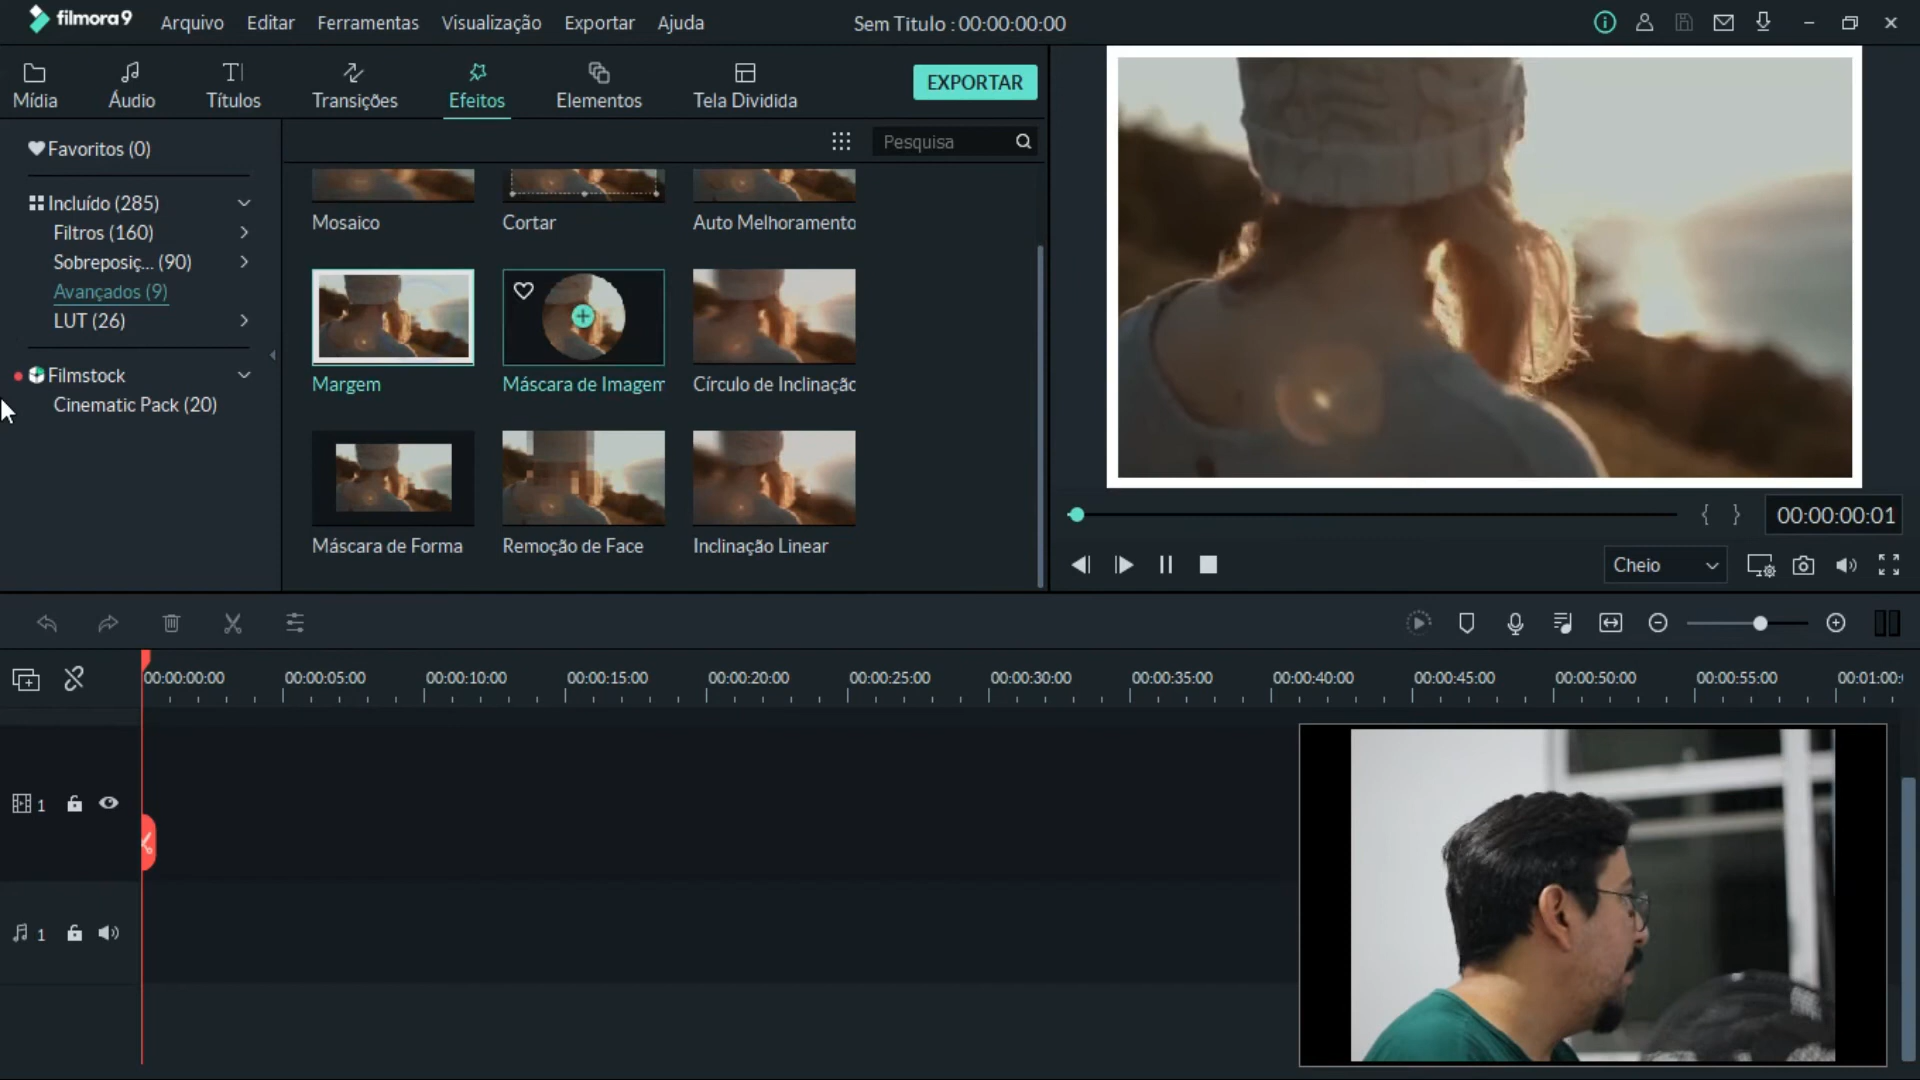 filmora9 Arquivo Editar Ferramentas Visualização Exportar Ajuda Sem Titulo : 00:00:00:00
Mídia Áudio Títulos Transições Efeitos Elementos Tela Dividida EXPORTAR
Favoritos (0)
Pesquisa
Incluído (285)
Filtros (160)
Sobreposiç... (90)
Avançados (9)
LUT (26)
Filmstock
Cinematic Pack (20)
Mosaico Cortar Auto Melhoramento
Margem Máscara de Imagem Círculo de Inclinação
Máscara de Forma Remoção de Face Inclinação Linear
{ } 00:00:00:01
Cheio
00:00:00:00 00:00:05:00 00:00:10:00 00:00:15:00 00:00:20:00 00:00:25:00 00:00:30:00 00:00:35:00 00:00:40:00 00:00:45:00 00:00:50:00 00:00:55:00 00:01:00:
1
1